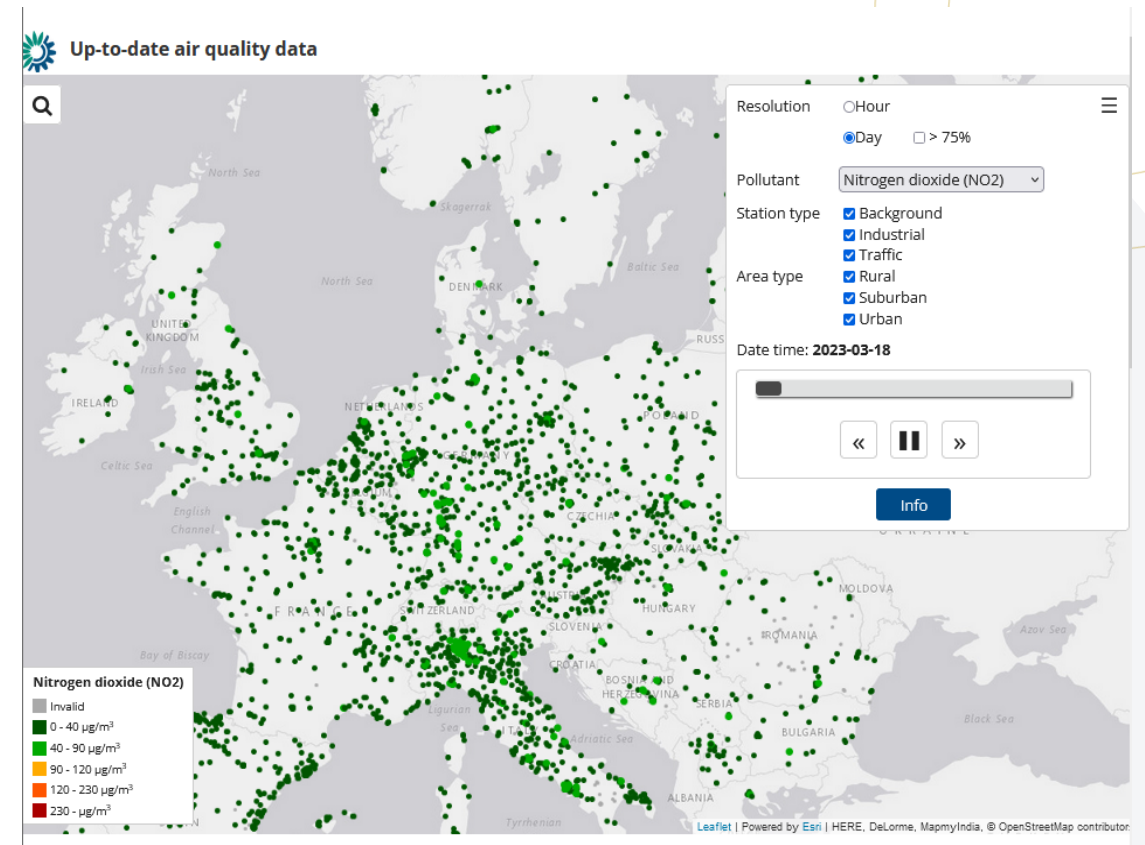 Up-to-date air quality data
Resolution Hour
Day > 75%
Pollutant Nitrogen dioxide (NO2)
Station type Background
Industrial
Traffic
Area type Rural
Suburban
Urban
Date time: 2023-03-18
« »
Info
North Sea
Skagerrak
North Sea
Baltic Sea
DENMARK
RUSS
UNITED
KINGDOM
Irish Sea
IRELAND
NETHERLANDS
POLAND
GERMANY
Celtic Sea
BELGIUM
English
Channel
CZECHIA
UKRAINE
SLOVAKIA
MOLDOVA
AUSTRIA
FRANCE
SWITZERLAND
HUNGARY
SLOVENIA
ROMANIA
Azov Sea
Bay of Biscay
CROATIA
BOSNIA AND
HERZEGOVINA
SERBIA
Ligurian
Sea
ITALY
Adriatic Sea
Black Sea
BULGARIA
ALBANIA
Tyrrhenian
Nitrogen dioxide (NO2)
Invalid
0 - 40 µg/m³
40 - 90 µg/m³
90 - 120 µg/m³
120 - 230 µg/m³
230 - µg/m³
Leaflet | Powered by Esri | HERE, DeLorme, MapmyIndia, © OpenStreetMap contributor